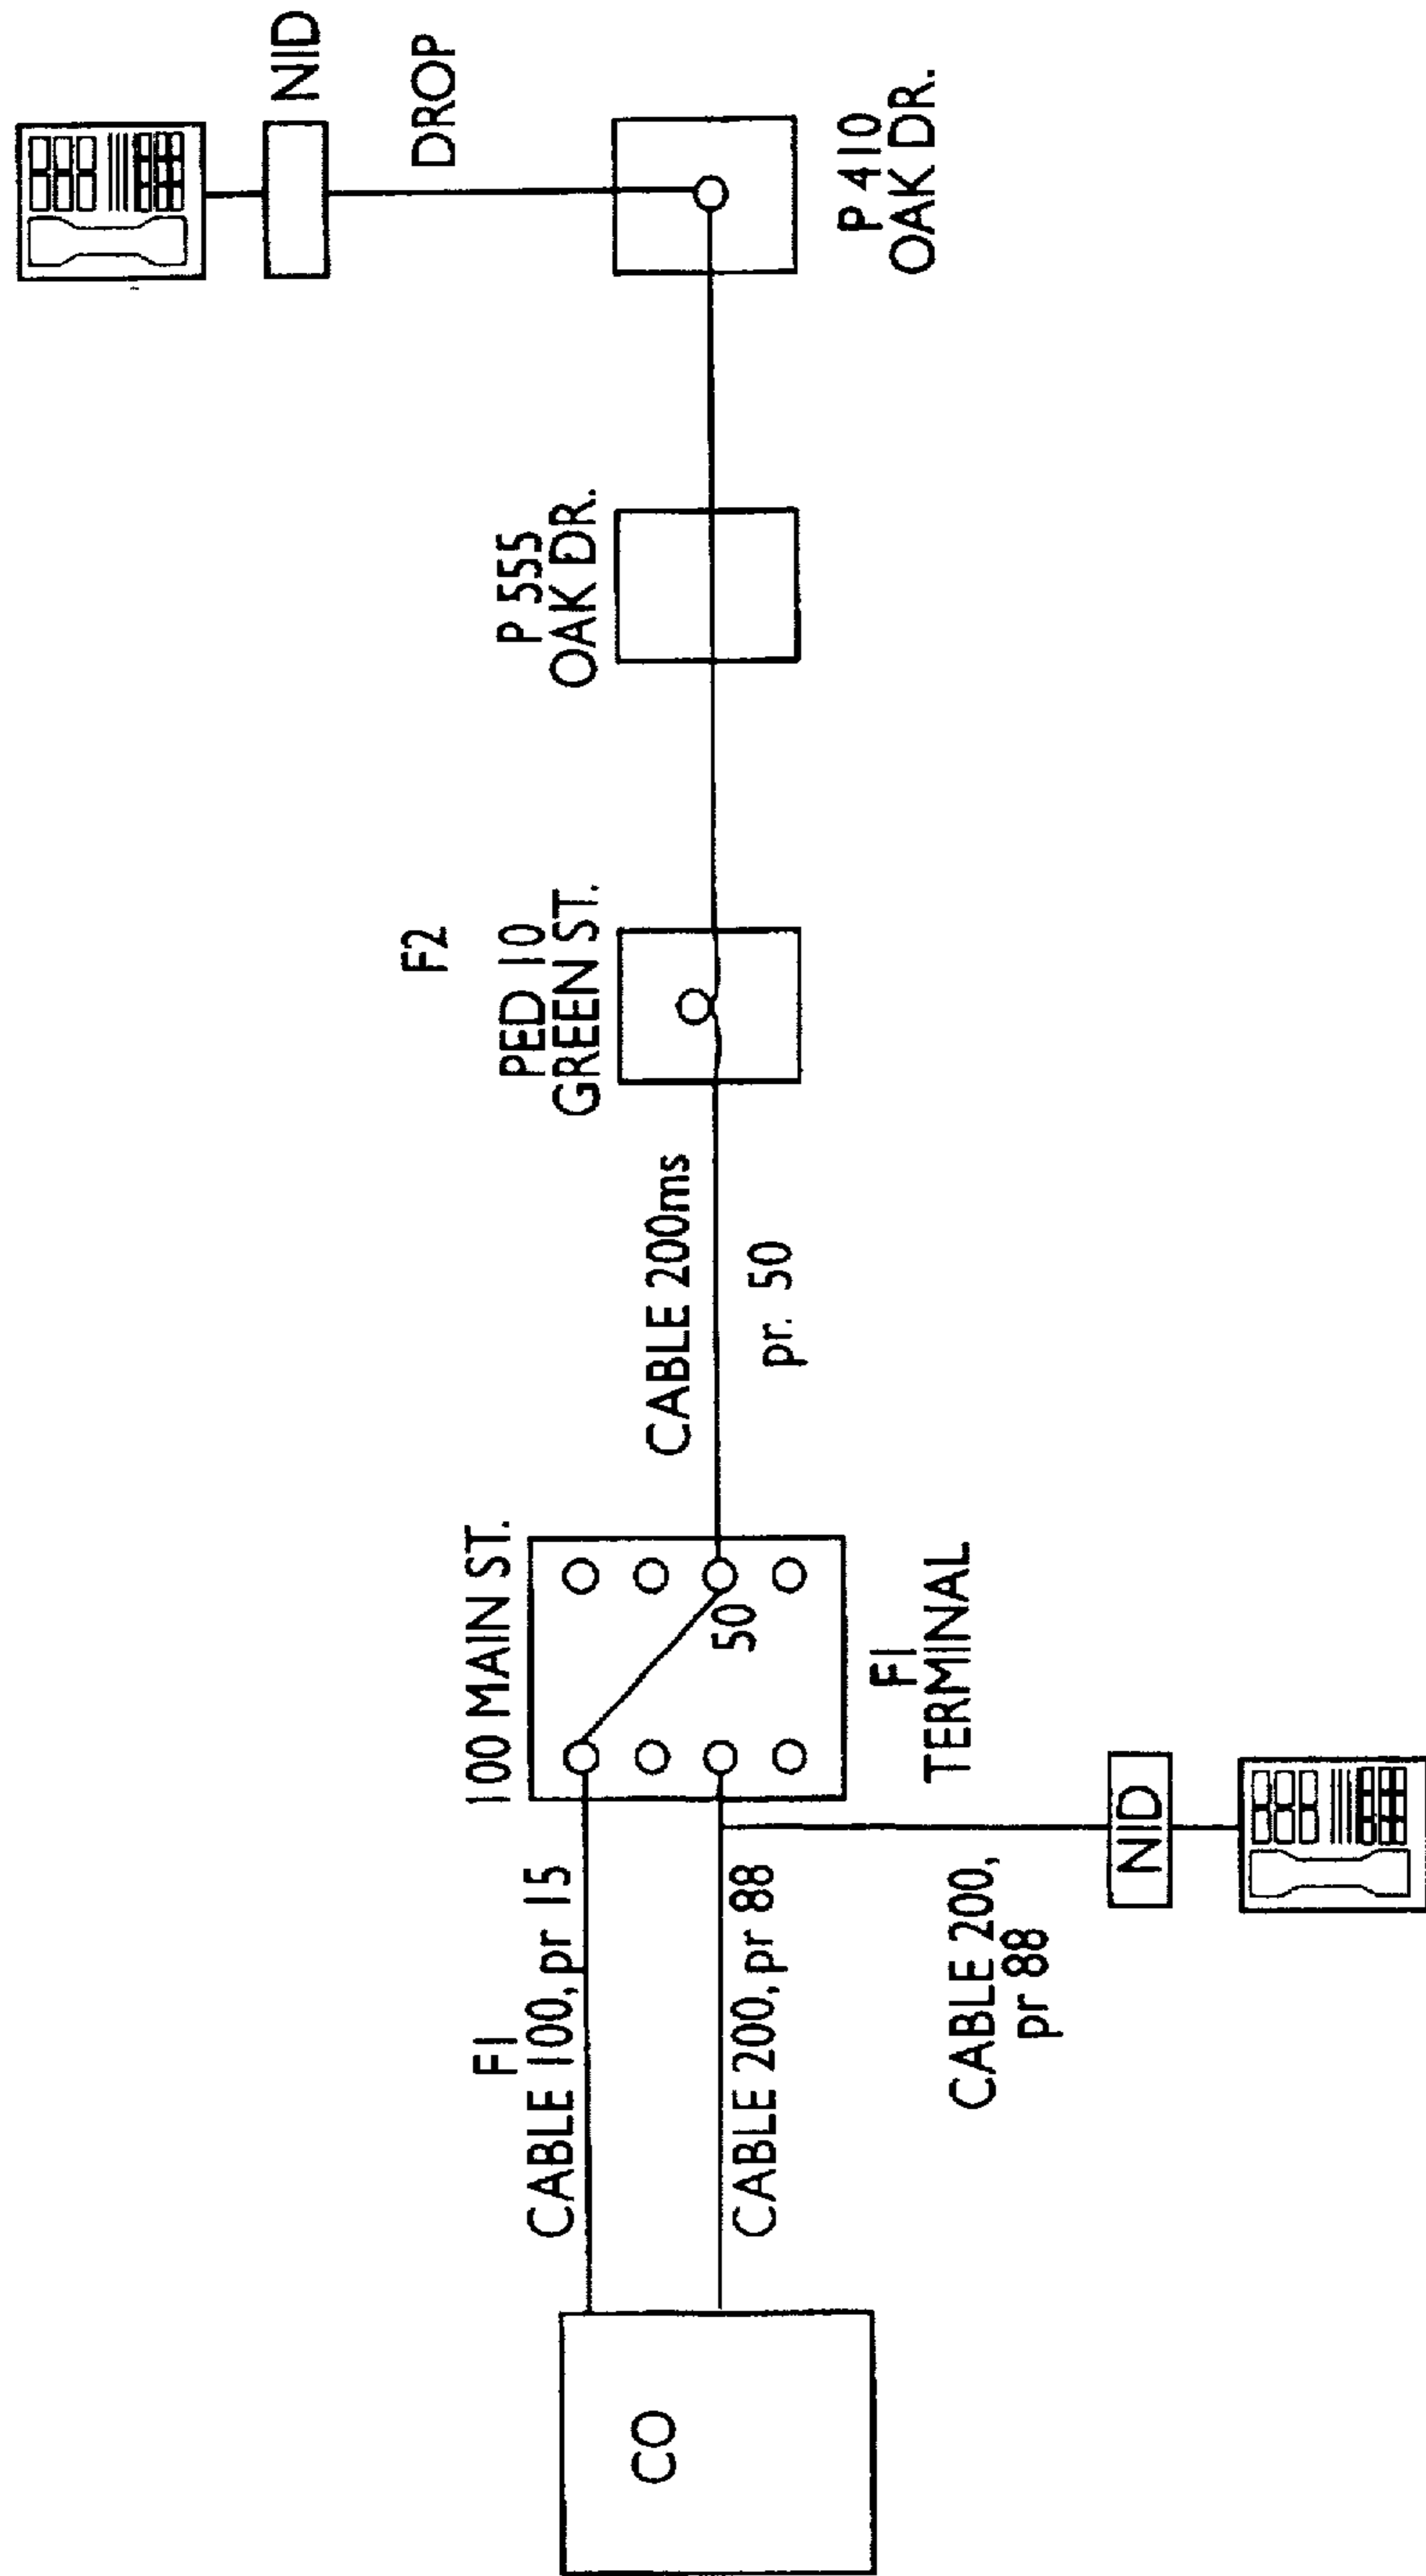 CO
F1
CABLE 100, pr 15
CABLE 200, pr 88
CABLE 200,
pr 88
NID
100 MAIN ST.
50
F1
TERMINAL
CABLE 200ms
pr. 50
F2
PED 10
GREEN ST.
P 555
OAK DR.
P 410
OAK DR.
DROP
NID